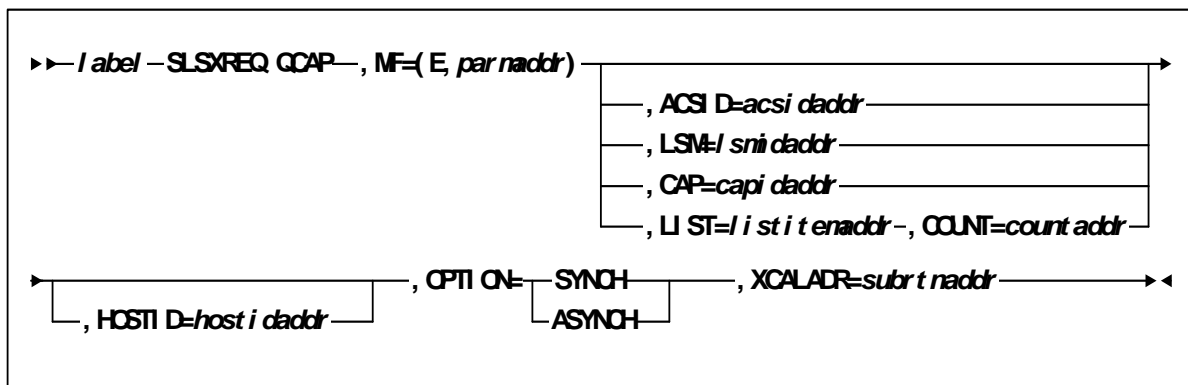 label SLSXREQ QCAP , MF=(E, parmaddr)
, ACSID=acsidaddr
, LSM=lsmidaddr
, CAP=capidaddr
, LIST=listitemaddr , COUNT=countaddr
, OPTION= SYNCH , XCALADR=subrtnaddr
, HOSTID=hostidaddr ASYNCH